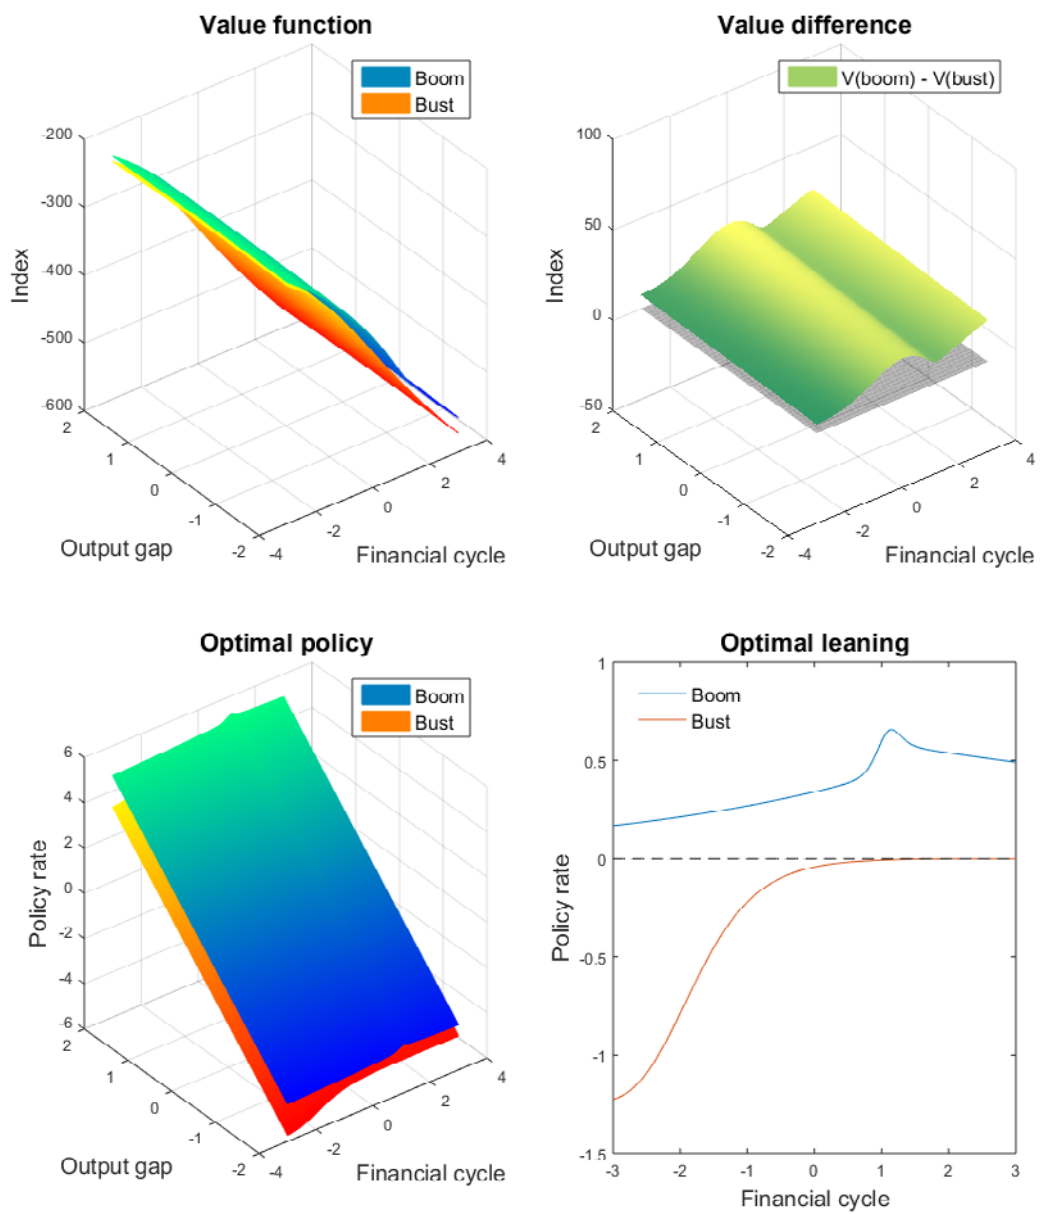 Value function
Boom
Bust
-200
-300
-400
-500
-600
Index
2
1
0
-1
-2
Output gap
-4
-2
0
2
4
Financial cycle
Value difference
V(boom) - V(bust)
100
50
0
-50
Index
2
1
0
-1
-2
Output gap
-4
-2
0
2
4
Financial cycle
Optimal policy
Boom
Bust
6
4
2
0
-2
-4
-6
Policy rate
2
1
0
-1
-2
Output gap
-4
-2
0
2
4
Financial cycle
Optimal leaning
Boom
Bust
1
0.5
0
-0.5
-1
-1.5
Policy rate
-3
-2
-1
0
1
2
3
Financial cycle